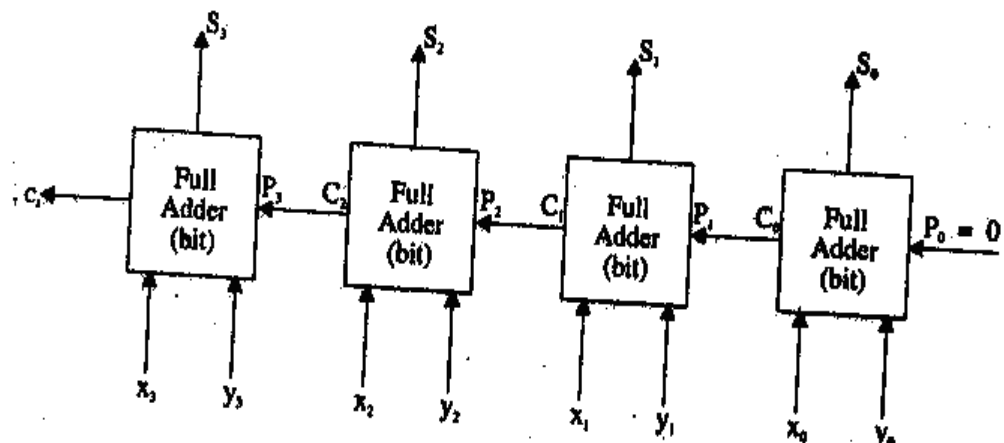 S₃ S₂ S₁ S₀
Full Adder (bit)
P₃ C₂
Full Adder (bit)
P₂ C₁
Full Adder (bit)
P₁ C₀
Full Adder (bit)
P₀ = 0
x₃ y₃ x₂ y₂ x₁ y₁ x₀ y₀